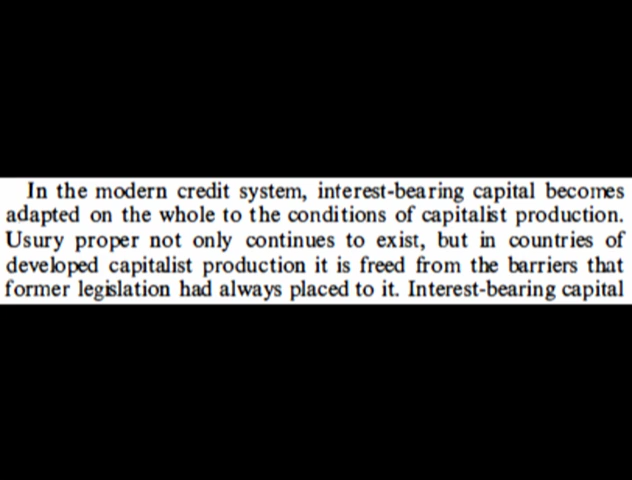 In the modern credit system, interest-bearing capital becomes
adapted on the whole to the conditions of capitalist production.
Usury proper not only continues to exist, but in countries of
developed capitalist production it is freed from the barriers that
former legislation had always placed to it. Interest-bearing capital